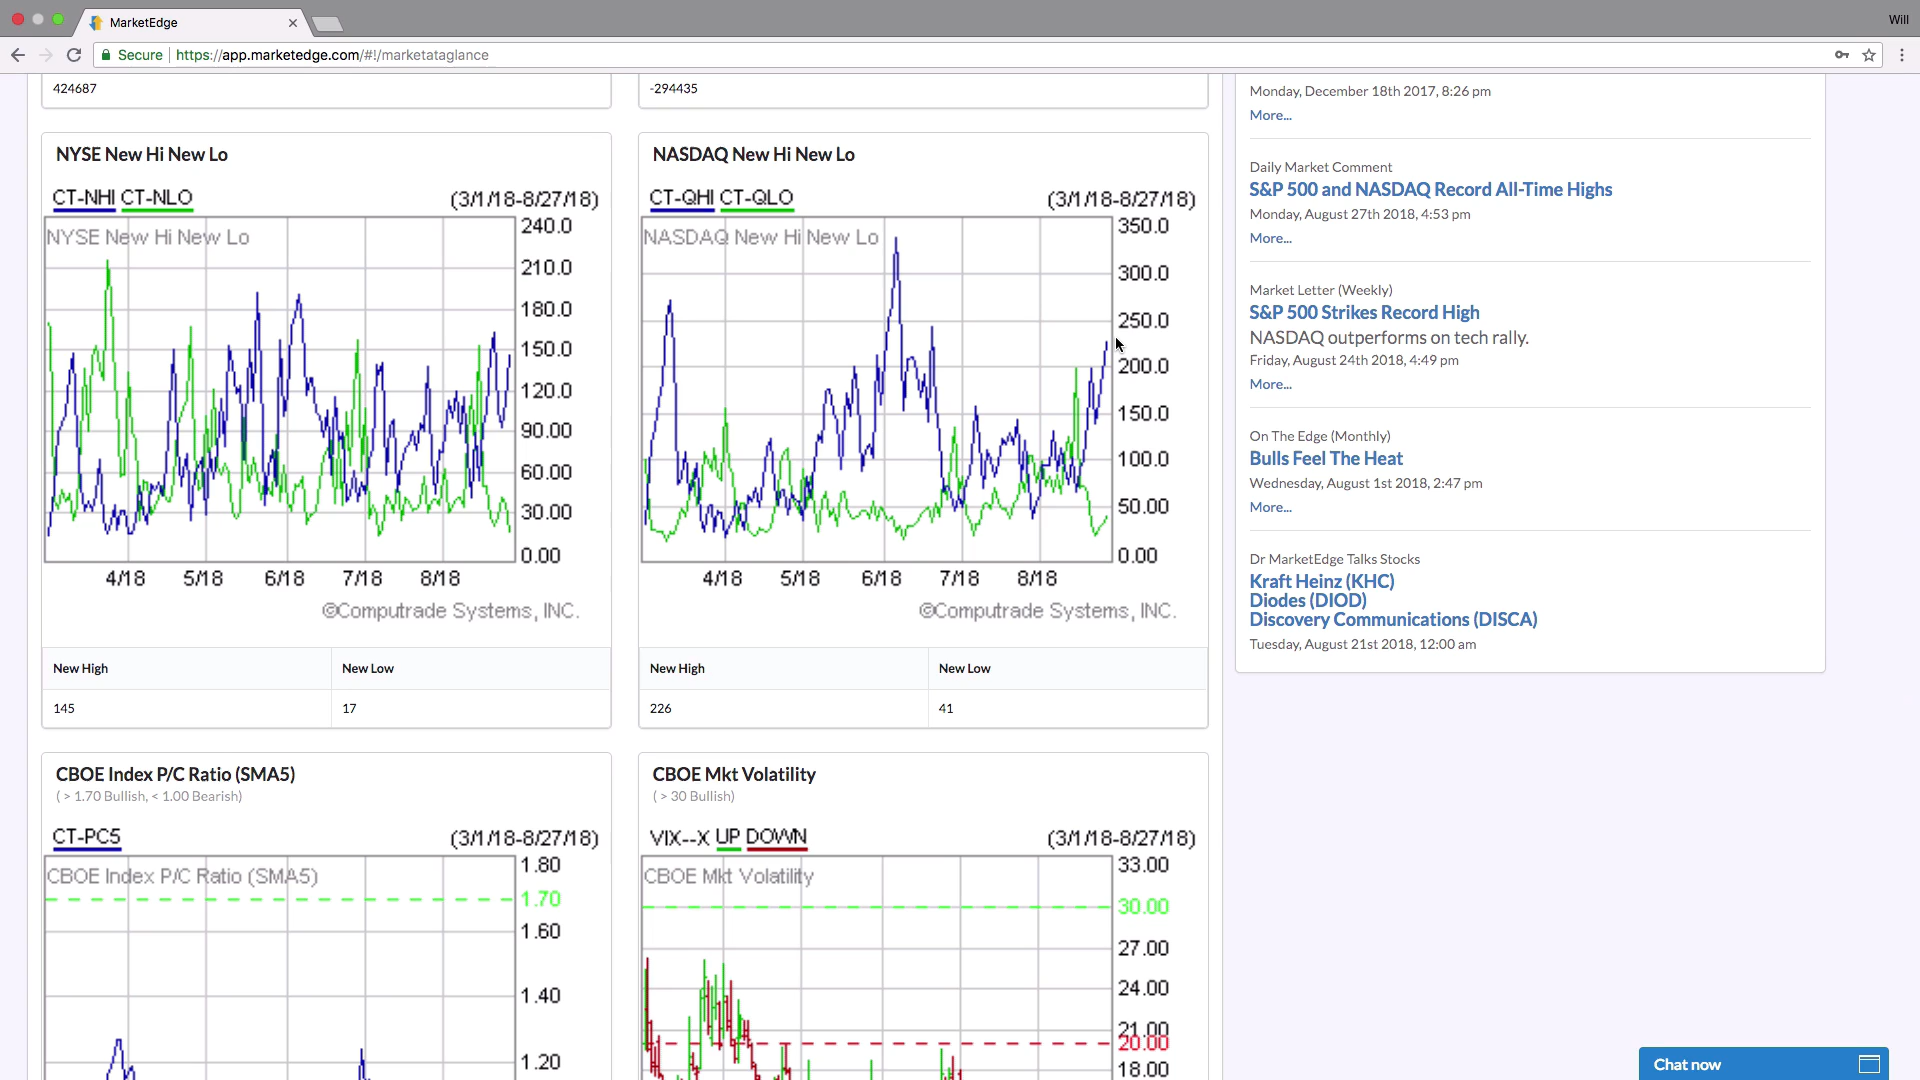 MarketEdge
Will
Secure https://app.marketedge.com/#!/marketataglance
424687
-294435
NYSE New Hi New Lo
CT-NHI CT-NLO (3/1/18-8/27/18)
NYSE New Hi New Lo
240.0
210.0
180.0
150.0
120.0
90.00
60.00
30.00
0.00
4/18 5/18 6/18 7/18 8/18
©Computrade Systems, INC.
New High New Low
145 17
NASDAQ New Hi New Lo
CT-QHI CT-QLO (3/1/18-8/27/18)
NASDAQ New Hi New Lo
350.0
300.0
250.0
200.0
150.0
100.0
50.00
0.00
4/18 5/18 6/18 7/18 8/18
©Computrade Systems, INC.
New High New Low
226 41
CBOE Index P/C Ratio (SMA5)
( > 1.70 Bullish, < 1.00 Bearish)
CT-PC5 (3/1/18-8/27/18)
CBOE Index P/C Ratio (SMA5)
1.80
1.70
1.60
1.40
1.20
CBOE Mkt Volatility
( > 30 Bullish)
VIX--X UP DOWN (3/1/18-8/27/18)
CBOE Mkt Volatility
33.00
30.00
27.00
24.00
21.00
20.00
18.00
Monday, December 18th 2017, 8:26 pm
More...
Daily Market Comment
S&P 500 and NASDAQ Record All-Time Highs
Monday, August 27th 2018, 4:53 pm
More...
Market Letter (Weekly)
S&P 500 Strikes Record High
NASDAQ outperforms on tech rally.
Friday, August 24th 2018, 4:49 pm
More...
On The Edge (Monthly)
Bulls Feel The Heat
Wednesday, August 1st 2018, 2:47 pm
More...
Dr MarketEdge Talks Stocks
Kraft Heinz (KHC)
Diodes (DIOD)
Discovery Communications (DISCA)
Tuesday, August 21st 2018, 12:00 am
Chat now